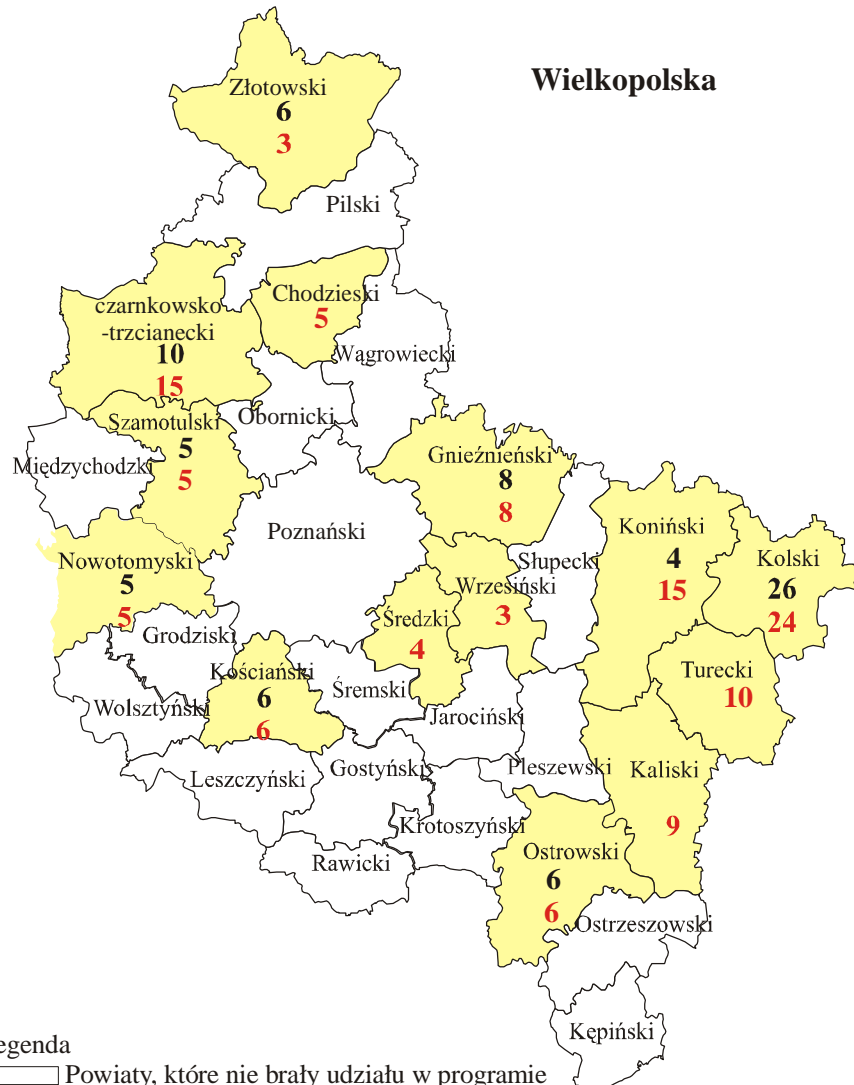 Wielkopolska
Złotowski
6
3
Pilski
czarnkowsko
-trzcianecki
10
15
Chodzieski
5
Wągrowiecki
Obornicki
Szamotulski
5
5
Międzychodzki
Gnieźnieński
8
8
Poznański
Koniński
4
15
Kolski
26
24
Słupecki
Nowotomyski
5
5
Wrzesiński
3
Średzki
4
Grodziski
Kościański
6
6
Śremski
Turecki
10
Wolsztyński
Jarociński
Leszczyński
Gostyński
Pleszewski
Kaliski
9
Krotoszyński
Rawicki
Ostrowski
6
6
Ostrzeszowski
Kępiński
egenda
Powiaty, które nie brały udziału w programie